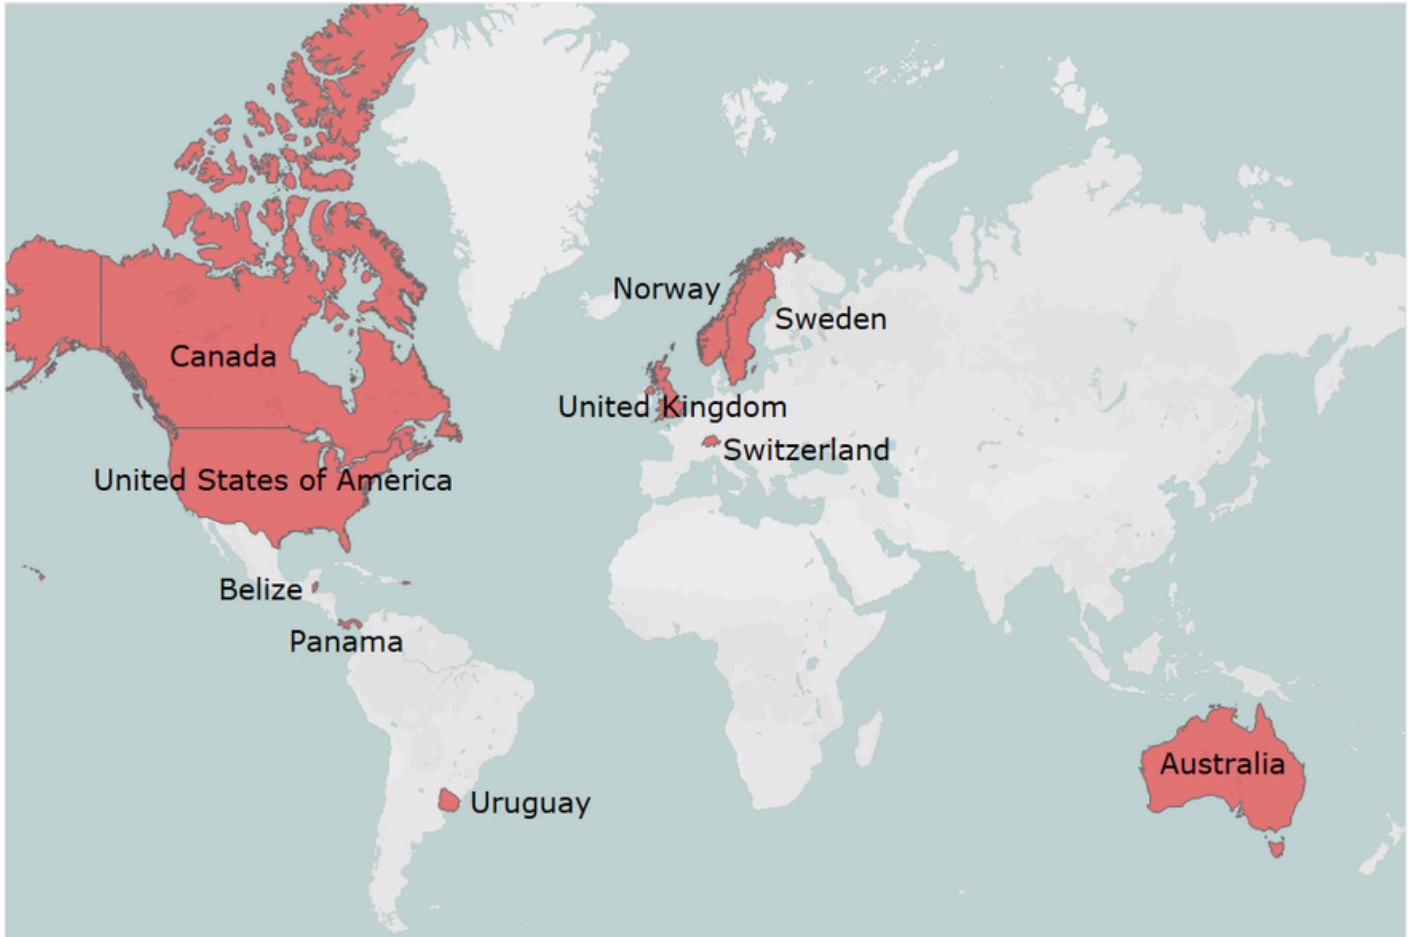 Norway
Sweden
Canada
United Kingdom
Switzerland
United States of America
Belize
Panama
Australia
Uruguay